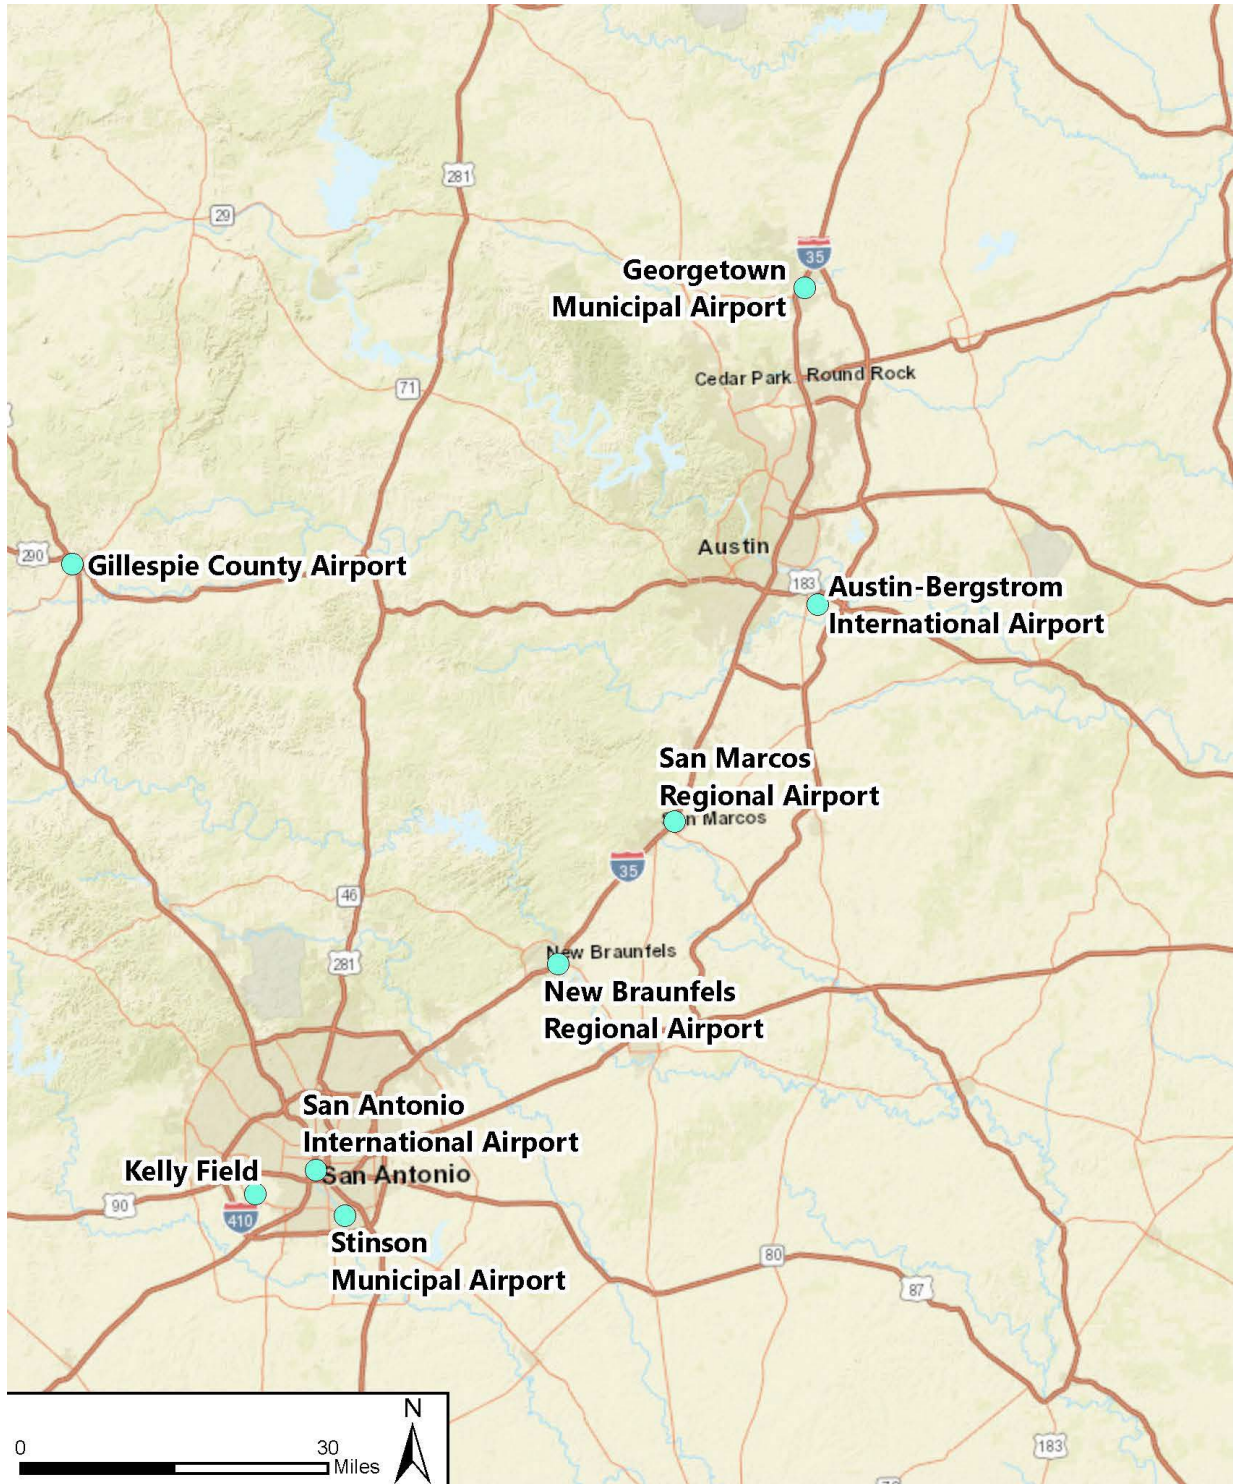 281
29
35
Georgetown
Municipal Airport
Cedar Park
Round Rock
71
Austin
290
Gillespie County Airport
183
Austin-Bergstrom
International Airport
San Marcos
Regional Airport
San Marcos
35
46
New Braunfels
281
New Braunfels
Regional Airport
San Antonio
International Airport
Kelly Field
San Antonio
90
410
Stinson
Municipal Airport
80
87
N
0
30
Miles
183